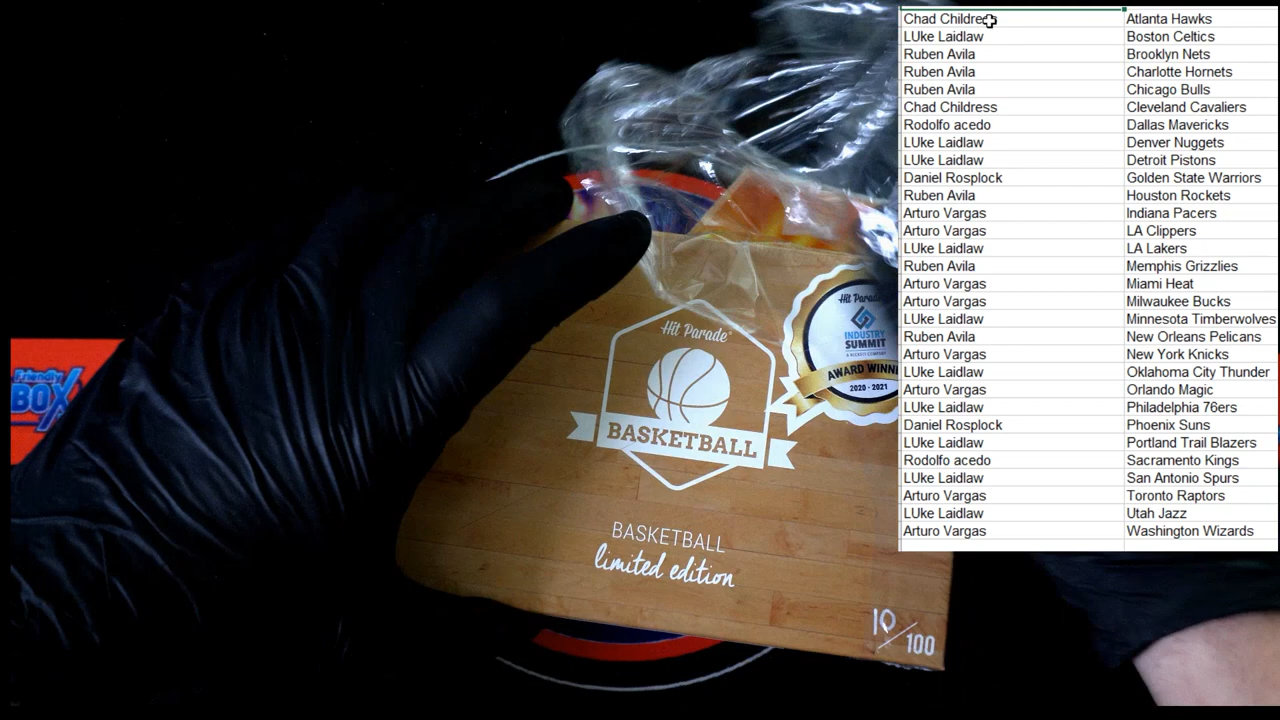 Chad Childress Atlanta Hawks
LUke Laidlaw Boston Celtics
Ruben Avila Brooklyn Nets
Ruben Avila Charlotte Hornets
Ruben Avila Chicago Bulls
Chad Childress Cleveland Cavaliers
Rodolfo acedo Dallas Mavericks
LUke Laidlaw Denver Nuggets
LUke Laidlaw Detroit Pistons
Daniel Rosplock Golden State Warriors
Ruben Avila Houston Rockets
Arturo Vargas Indiana Pacers
Arturo Vargas LA Clippers
LUke Laidlaw LA Lakers
Ruben Avila Memphis Grizzlies
Arturo Vargas Miami Heat
Arturo Vargas Milwaukee Bucks
LUke Laidlaw Minnesota Timberwolves
Ruben Avila New Orleans Pelicans
Arturo Vargas New York Knicks
LUke Laidlaw Oklahoma City Thunder
Arturo Vargas Orlando Magic
LUke Laidlaw Philadelphia 76ers
Daniel Rosplock Phoenix Suns
LUke Laidlaw Portland Trail Blazers
Rodolfo acedo Sacramento Kings
LUke Laidlaw San Antonio Spurs
Arturo Vargas Toronto Raptors
LUke Laidlaw Utah Jazz
Arturo Vargas Washington Wizards
Hit Parade
BASKETBALL
BASKETBALL
limited edition
10/100
Hit Parade
INDUSTRY
SUMMIT
A BECKETT COMPANY
AWARD WINN
2020 - 2021
Friendly
BOX